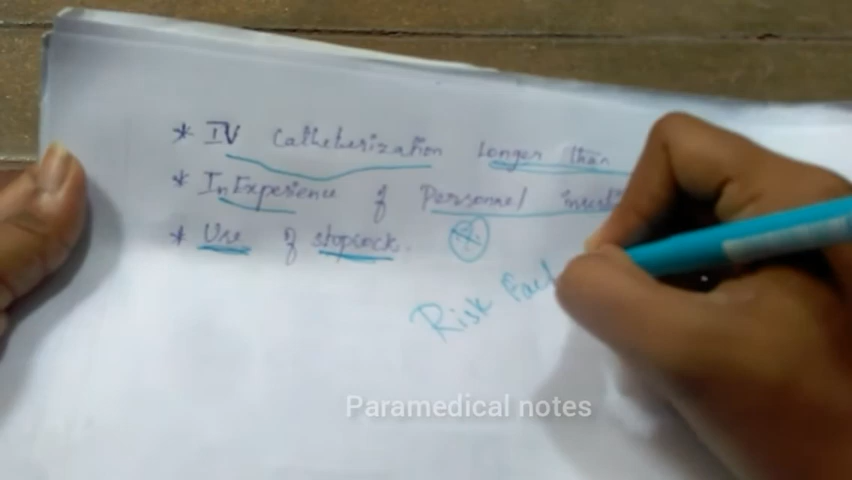 * IV Catheterization Longer than
* InExperience of Personnel
* Use of stopcock.
Risk
Paramedical notes